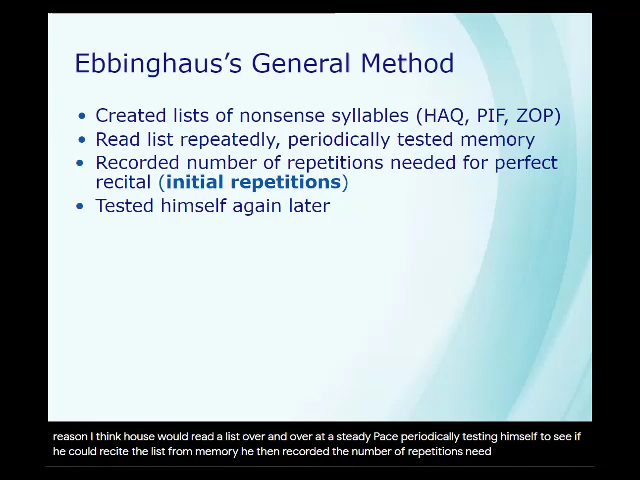 Ebbinghaus's General Method
• Created lists of nonsense syllables (HAQ, PIF, ZOP)
• Read list repeatedly, periodically tested memory
• Recorded number of repetitions needed for perfect
recital (initial repetitions)
• Tested himself again later
reason I think house would read a list over and over at a steady Pace periodically testing himself to see if
he could recite the list from memory he then recorded the number of repetitions need